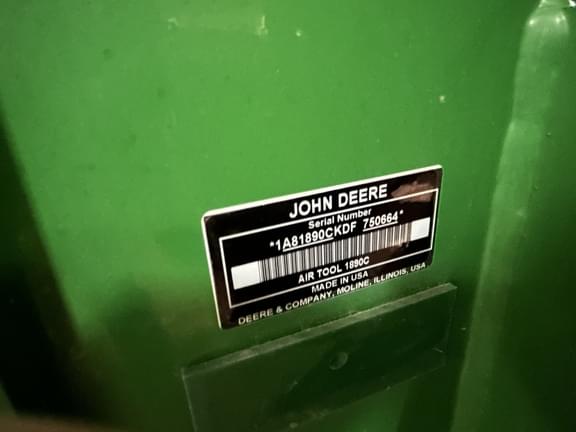 JOHN DEERE
Serial Number
*1A81890CKDF 750664*
AIR TOOL 1890C
MADE IN USA
DEERE & COMPANY, MOLINE, ILLINOIS, USA